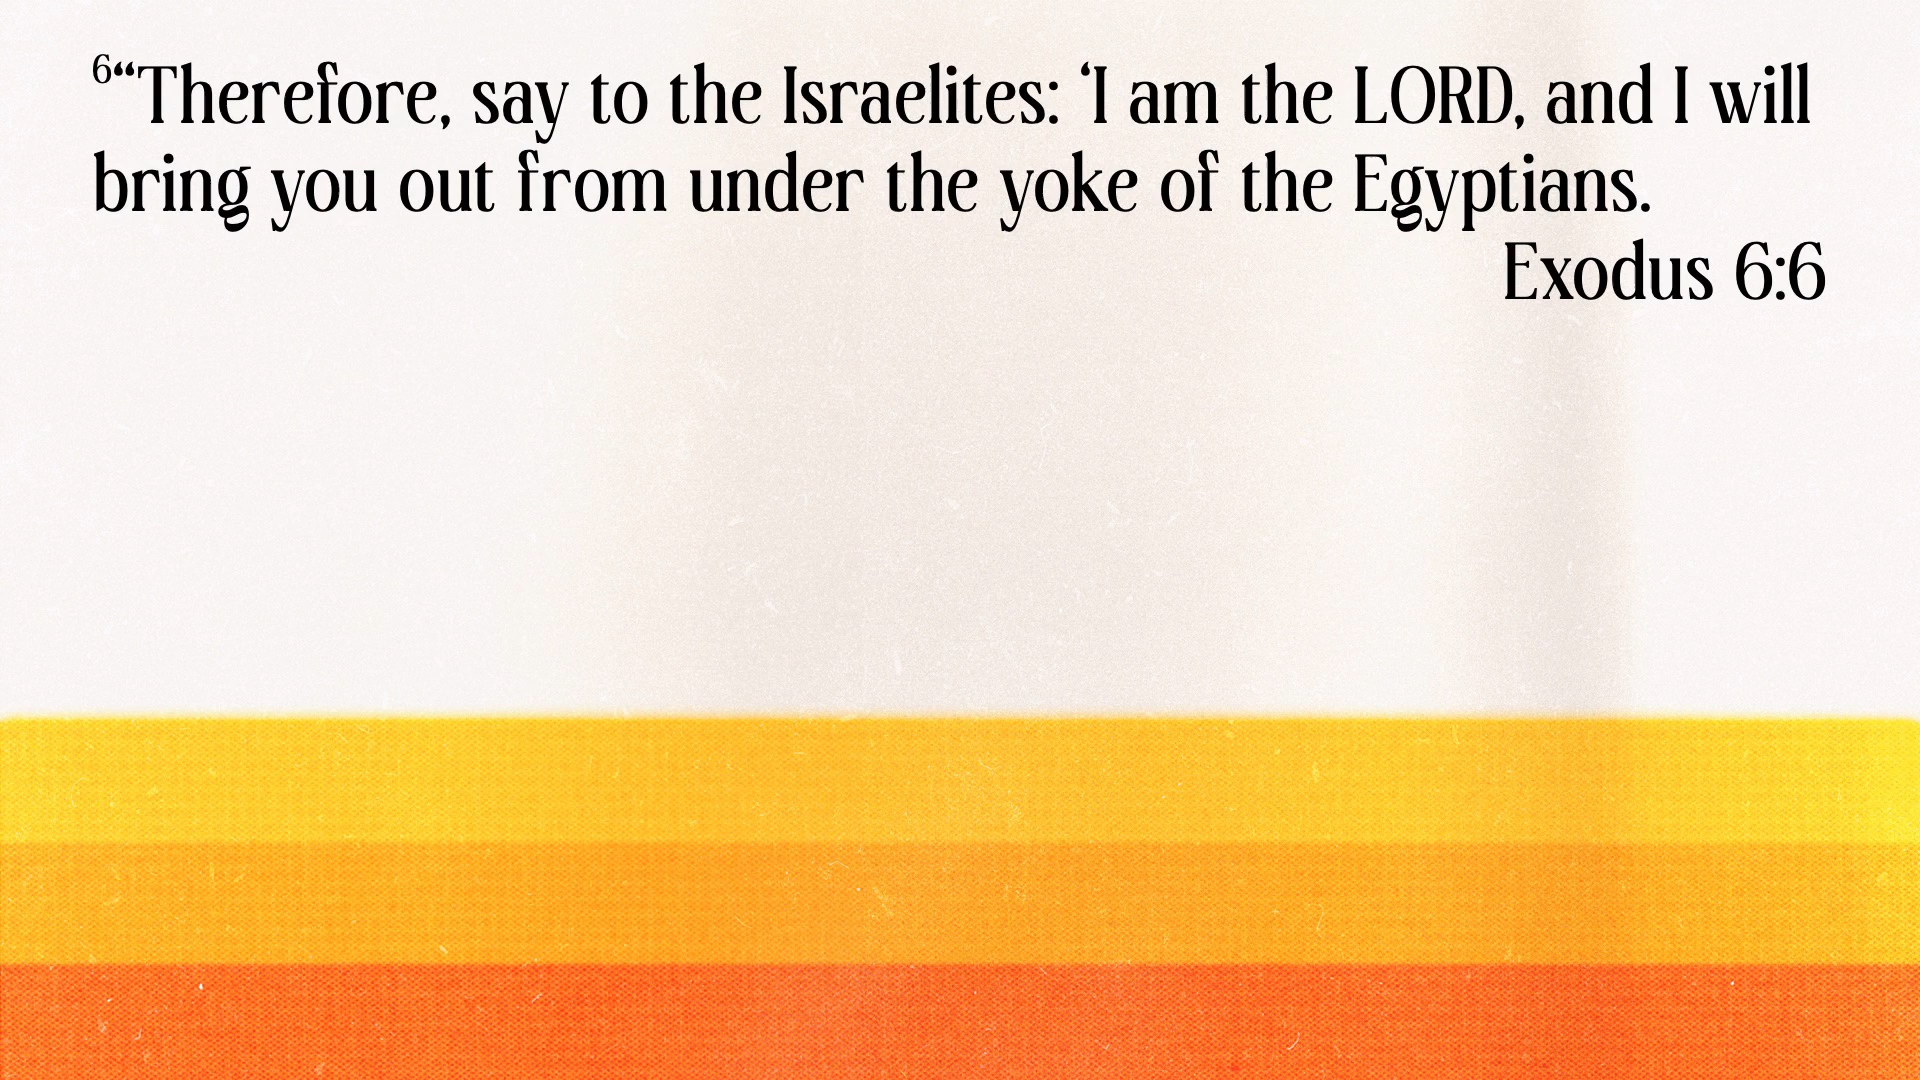 6“Therefore, say to the Israelites: ‘I am the LORD, and I will
bring you out from under the yoke of the Egyptians.
Exodus 6:6